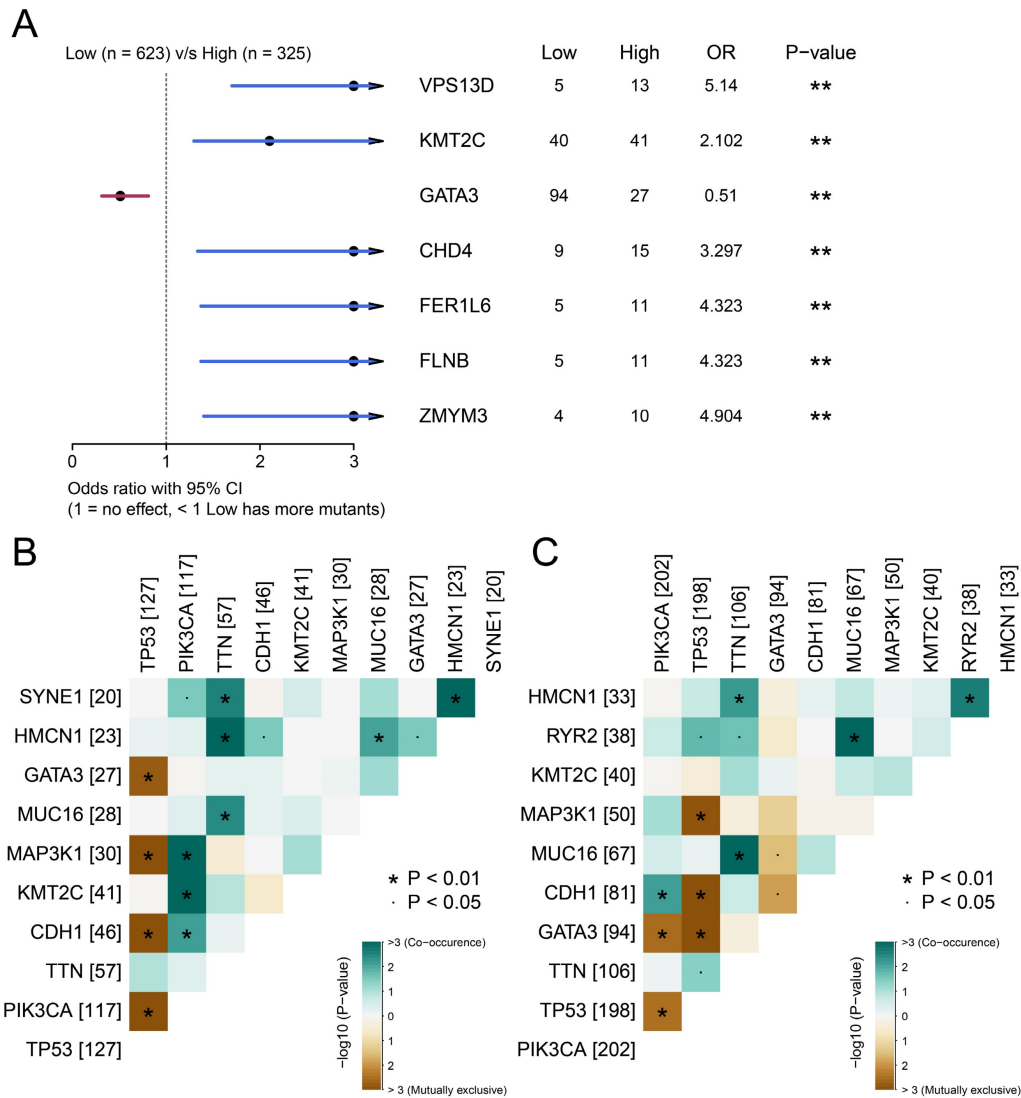 A
Low (n = 623) v/s High (n = 325) Low High OR P−value
VPS13D 5 13 5.14 **
KMT2C 40 41 2.102 **
GATA3 94 27 0.51 **
CHD4 9 15 3.297 **
FER1L6 5 11 4.323 **
FLNB 5 11 4.323 **
ZMYM3 4 10 4.904 **
0 1 2 3
Odds ratio with 95% CI
(1 = no effect, < 1 Low has more mutants)
B
TP53 [127]
PIK3CA [117]
TTN [57]
CDH1 [46]
KMT2C [41]
MAP3K1 [30]
MUC16 [28]
GATA3 [27]
HMCN1 [23]
SYNE1 [20]
SYNE1 [20] · * *
HMCN1 [23] * · * ·
GATA3 [27] *
MUC16 [28] *
MAP3K1 [30] * *
KMT2C [41] *
CDH1 [46] * *
TTN [57]
PIK3CA [117] *
TP53 [127]
* P < 0.01
· P < 0.05
−log10 (P−value)
>3 (Co−occurence)
2
1
0
1
2
> 3 (Mutually exclusive)
C
PIK3CA [202]
TP53 [198]
TTN [106]
GATA3 [94]
CDH1 [81]
MUC16 [67]
MAP3K1 [50]
KMT2C [40]
RYR2 [38]
HMCN1 [33]
HMCN1 [33] * *
RYR2 [38] · · *
KMT2C [40]
MAP3K1 [50] *
MUC16 [67] * ·
CDH1 [81] * * ·
GATA3 [94] * *
TTN [106] ·
TP53 [198] *
PIK3CA [202]
* P < 0.01
· P < 0.05
−log10 (P−value)
>3 (Co−occurence)
2
1
0
1
2
> 3 (Mutually exclusive)